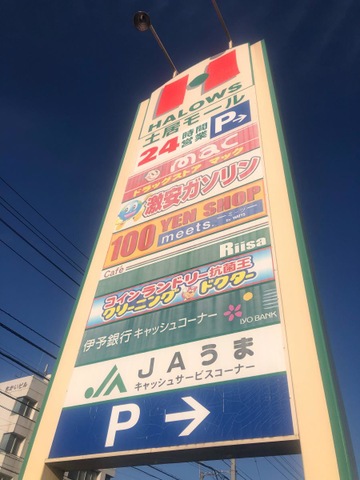 HALOWS
土居モール
24時間営業
P→
mac
ドラッグストア マック
激安ガソリン
100 YEN SHOP
meets.
Café
Riisa
コインランドリー抗菌王
クリーニング ドクター
伊予銀行 キャッシュコーナー
IYO BANK
JAうま
キャッシュサービスコーナー
P→